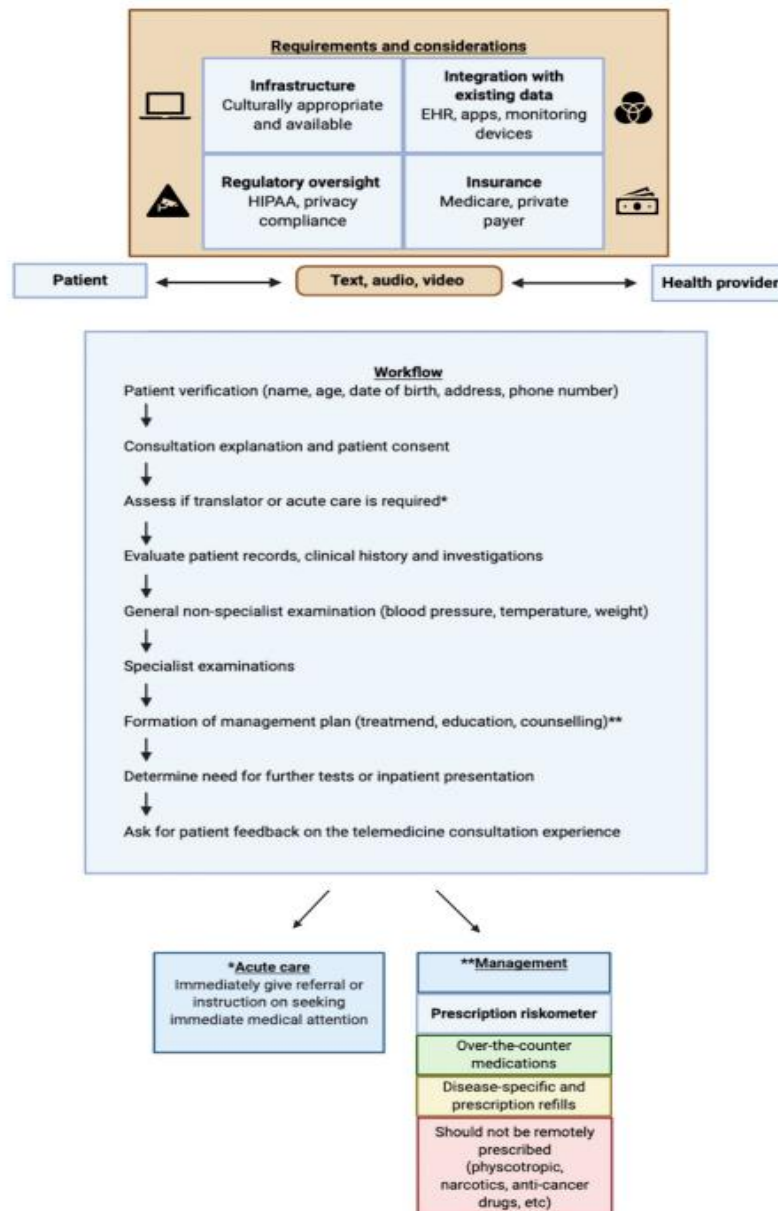 Requirements and considerations
Infrastructure
Culturally appropriate
and available
Integration with
existing data
EHR, apps, monitoring
devices
Regulatory oversight
HIPAA, privacy
compliance
Insurance
Medicare, private
payer
Patient
Text, audio, video
Health provider
Workflow
Patient verification (name, age, date of birth, address, phone number)
Consultation explanation and patient consent
Assess if translator or acute care is required*
Evaluate patient records, clinical history and investigations
General non-specialist examination (blood pressure, temperature, weight)
Specialist examinations
Formation of management plan (treatmend, education, counselling)**
Determine need for further tests or inpatient presentation
Ask for patient feedback on the telemedicine consultation experience
*Acute care
Immediately give referral or
instruction on seeking
immediate medical attention
**Management
Prescription riskometer
Over-the-counter
medications
Disease-specific and
prescription refills
Should not be remotely
prescribed
(physcotropic,
narcotics, anti-cancer
drugs, etc)